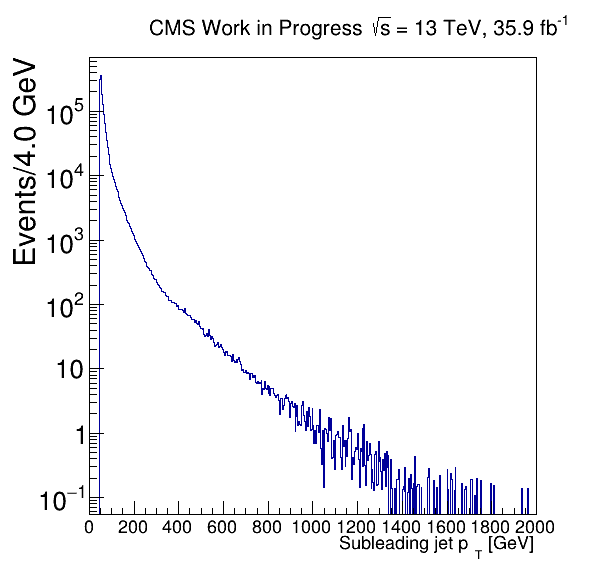 CMS Work in Progress √s = 13 TeV, 35.9 fb⁻¹
Events/4.0 GeV
10⁵
10⁴
10³
10²
10
1
10⁻¹
0 200 400 600 800 1000 1200 1400 1600 1800 2000
Subleading jet p_T [GeV]